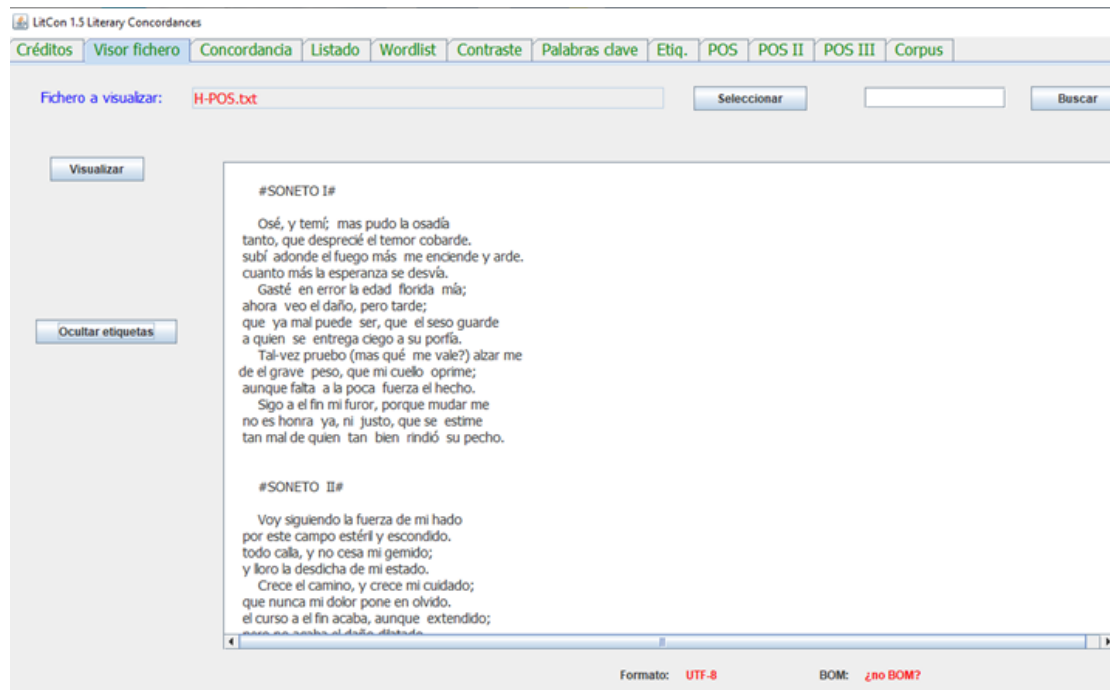 LitCon 1.5 Literary Concordances
Créditos Visor fichero Concordancia Listado Wordlist Contraste Palabras clave Etiq. POS POS II POS III Corpus
Fichero a visualizar: H-POS.txt Seleccionar Buscar
Visualizar
#SONETO I#
Osé, y temí; mas pudo la osadía
tanto, que desprecié el temor cobarde.
subí adonde el fuego más me enciende y arde.
cuanto más la esperanza se desvía.
Gasté en error la edad florida mía;
ahora veo el daño, pero tarde;
que ya mal puede ser, que el seso guarde
Ocultar etiquetas
a quien se entrega ciego a su porfía.
Tal-vez pruebo (mas qué me vale?) alzar me
de el grave peso, que mi cuello oprime;
aunque falta a la poca fuerza el hecho.
Sigo a el fin mi furor, porque mudar me
no es honra ya, ni justo, que se estime
tan mal de quien tan bien rindió su pecho.
#SONETO II#
Voy siguiendo la fuerza de mi hado
por este campo estéril y escondido.
todo calla, y no cesa mi gemido;
y lloro la desdicha de mi estado.
Crece el camino, y crece mi cuidado;
que nunca mi dolor pone en olvido.
el curso a el fin acaba, aunque extendido;
pero no acaba el daño dilatado.
Formato: UTF-8 BOM: ¿no BOM?